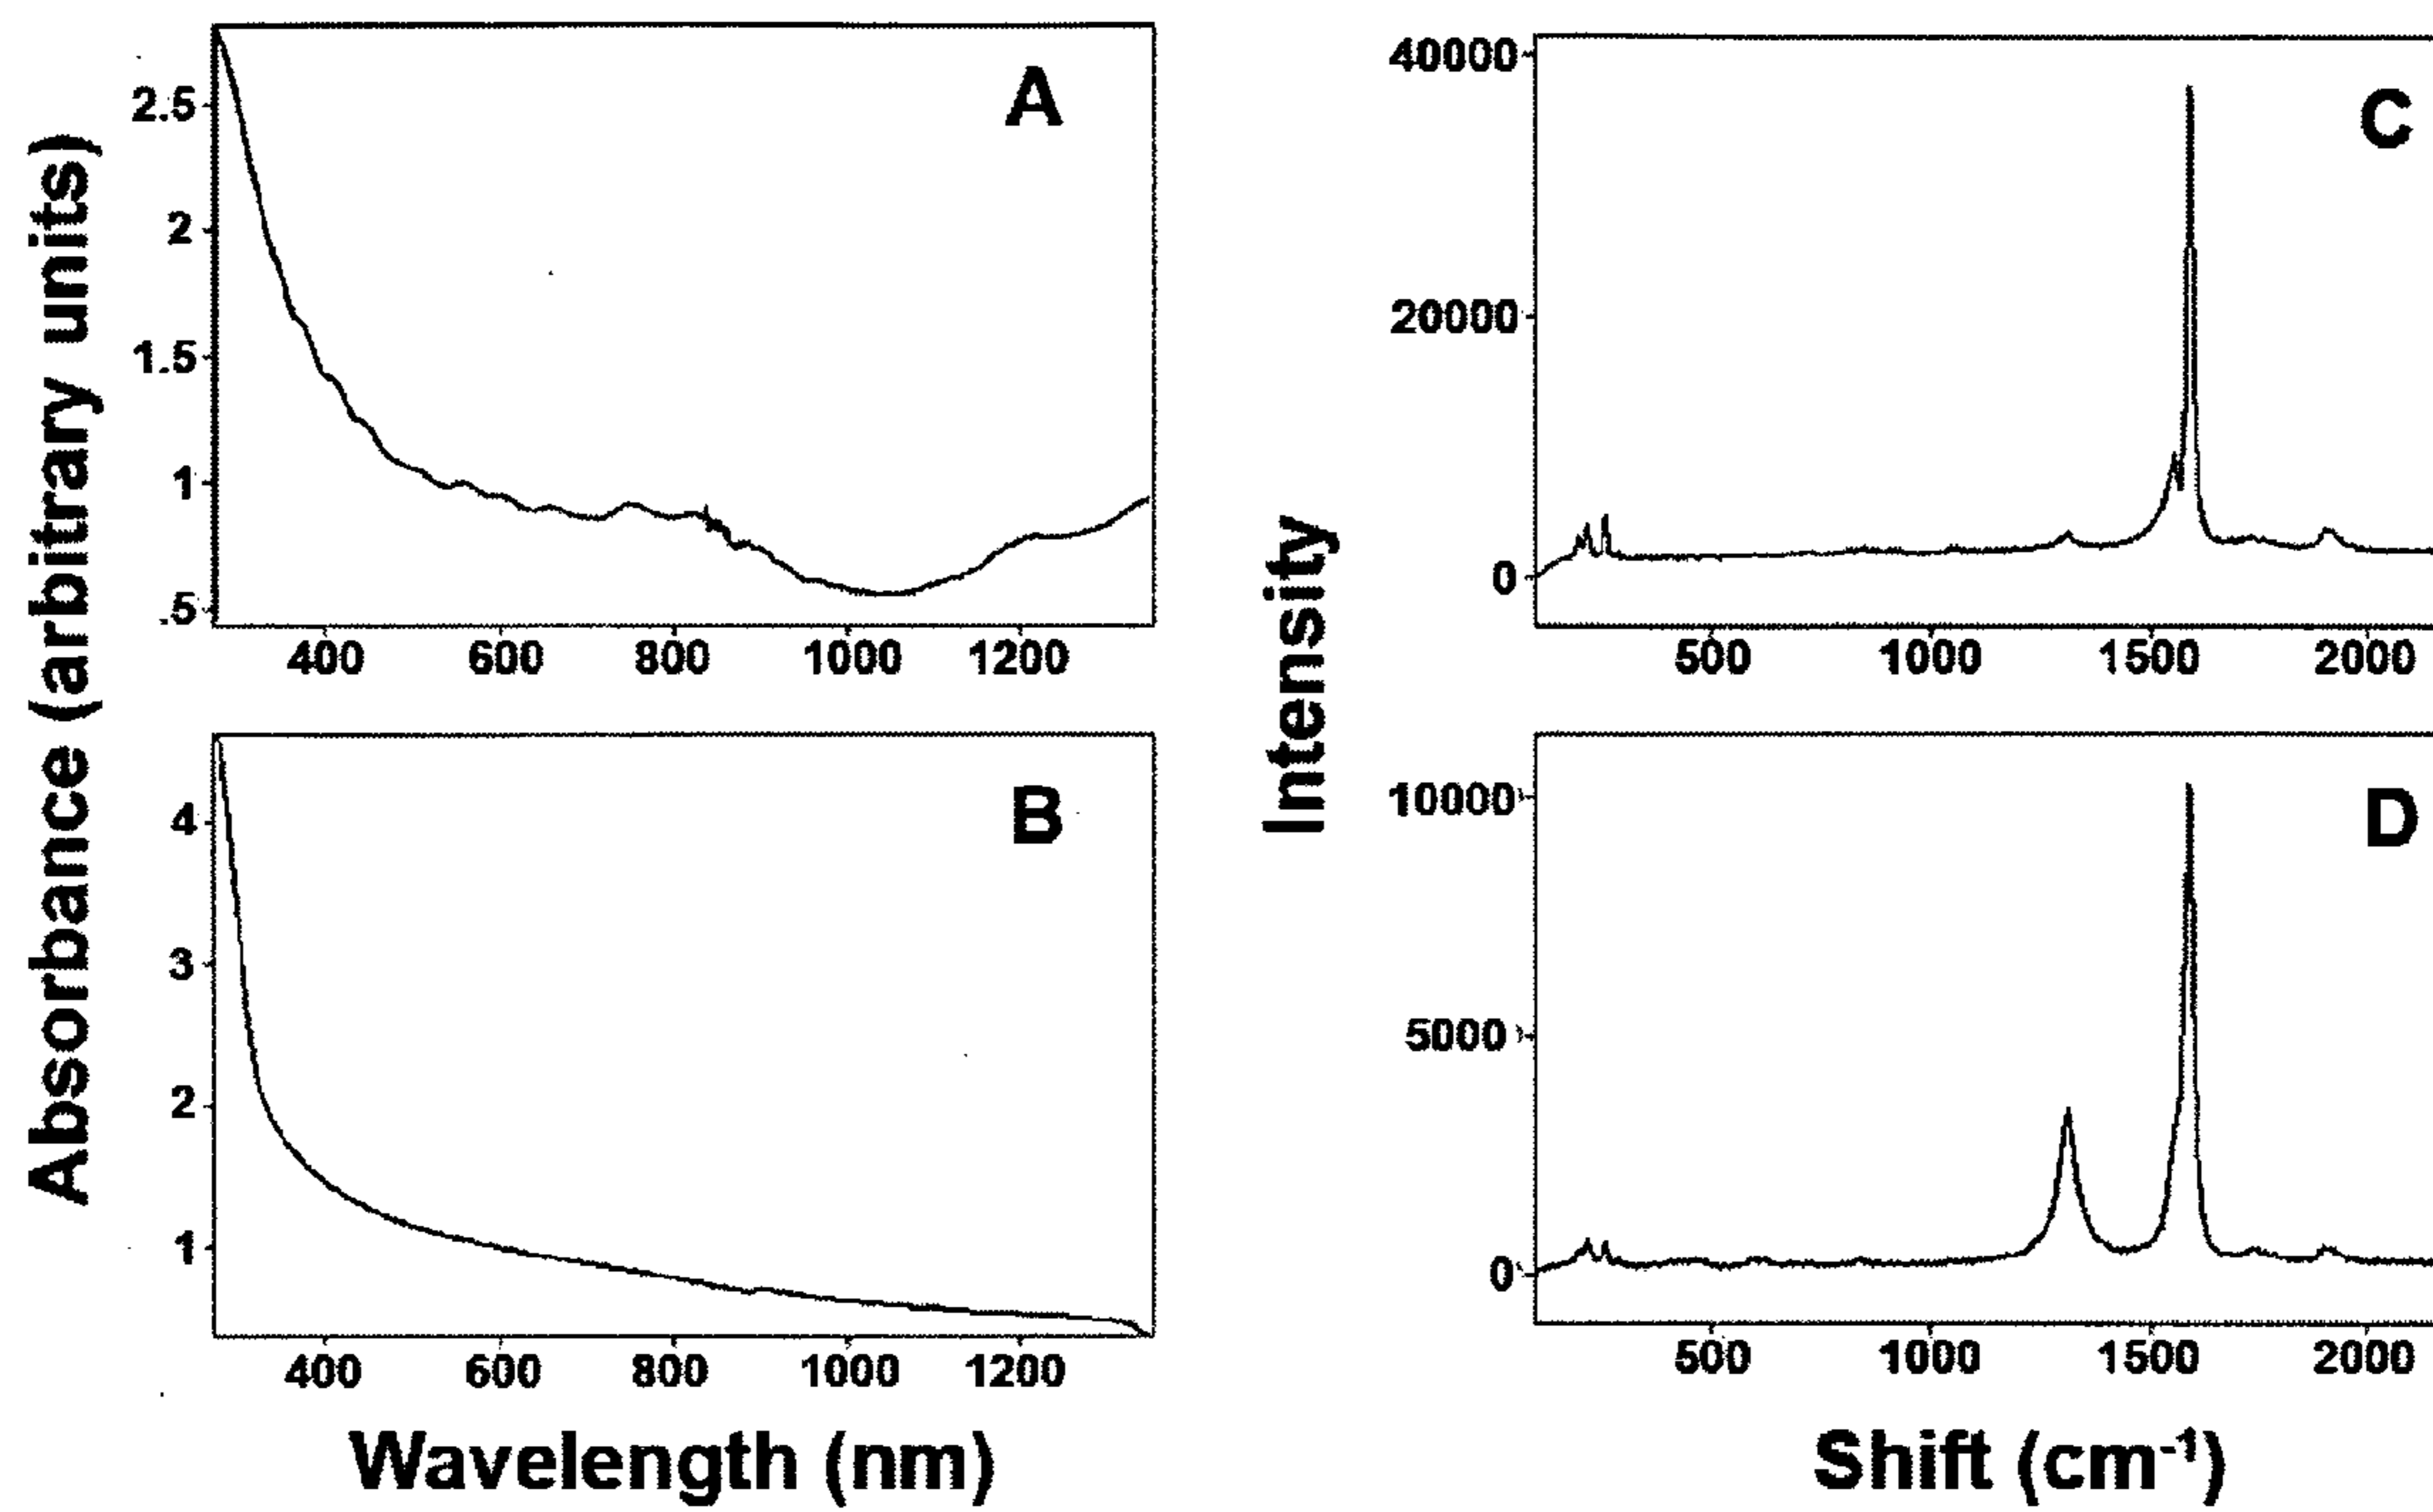 Absorbance (arbitrary units)
A
2.5
2
1.5
1
.5
400 600 800 1000 1200
B
4
3
2
1
400 600 800 1000 1200
Wavelength (nm)
Intensity
C
40000
20000
0
500 1000 1500 2000
D
10000
5000
0
500 1000 1500 2000
Shift (cm⁻¹)